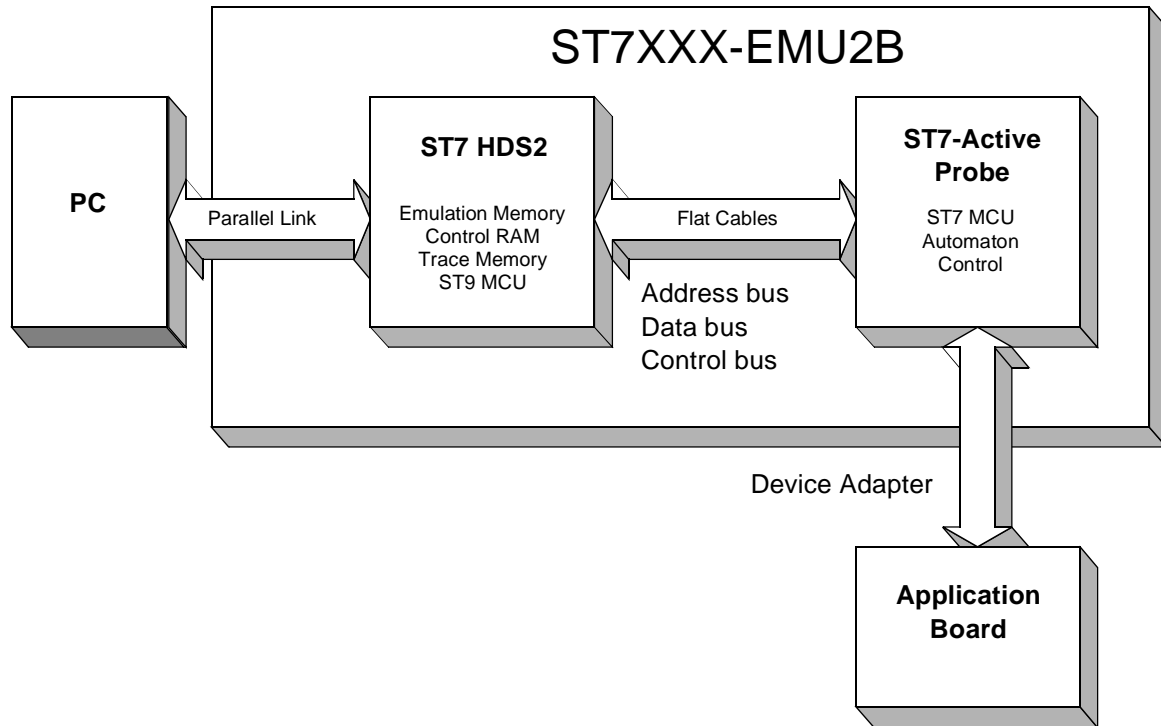 ST7XXX-EMU2B
PC
Parallel Link
ST7 HDS2
Emulation Memory
Control RAM
Trace Memory
ST9 MCU
Flat Cables
Address bus
Data bus
Control bus
ST7-Active
Probe
ST7 MCU
Automaton
Control
Device Adapter
Application
Board